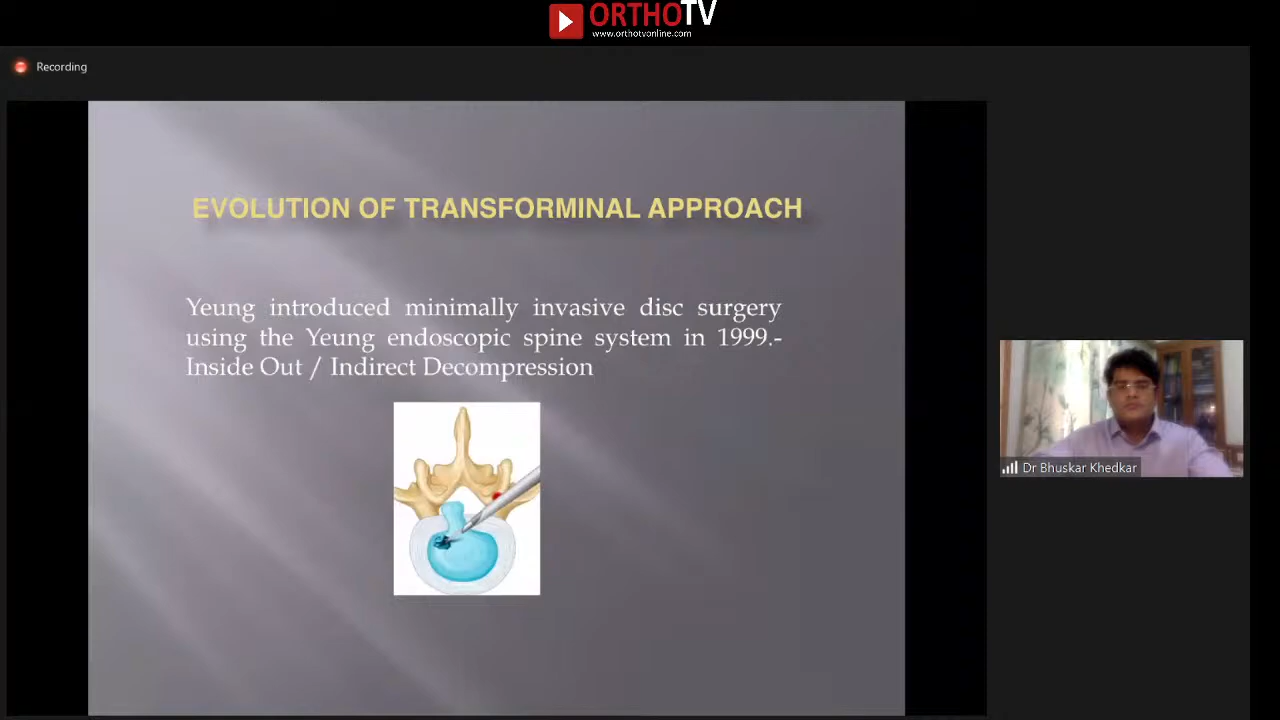 ORTHOTV
www.orthotvonline.com
Recording
EVOLUTION OF TRANSFORMINAL APPROACH
Yeung introduced minimally invasive disc surgery
using the Yeung endoscopic spine system in 1999.-
Inside Out / Indirect Decompression
Dr Bhuskar Khedkar